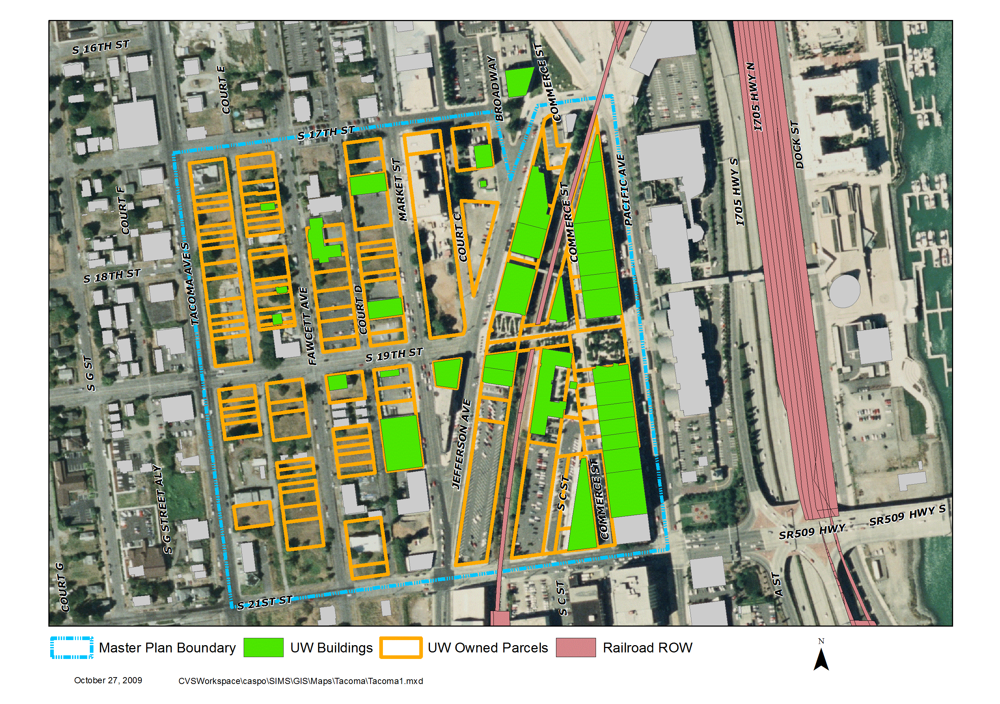 S 16TH ST
COURT E
BROADWAY
COMMERCE ST
I705 HWY N
DOCK ST
S 17TH ST
MARKET ST
PACIFIC AVE
I705 HWY S
COURT F
COURT C
COMMERCE ST
TACOMA AVE S
S 18TH ST
FAWCETT AVE
COURT D
S G ST
S 19TH ST
JEFFERSON AVE
S G STREET ALY
S C ST
COMMERCE ST
SR509 HWY
SR509 HWY S
COURT G
S 21ST ST
S C ST
A ST
Master Plan Boundary
UW Buildings
UW Owned Parcels
Railroad ROW
N
October 27, 2009
CVSWorkspace\caspo\SIMS\GIS\Maps\Tacoma\Tacoma1.mxd